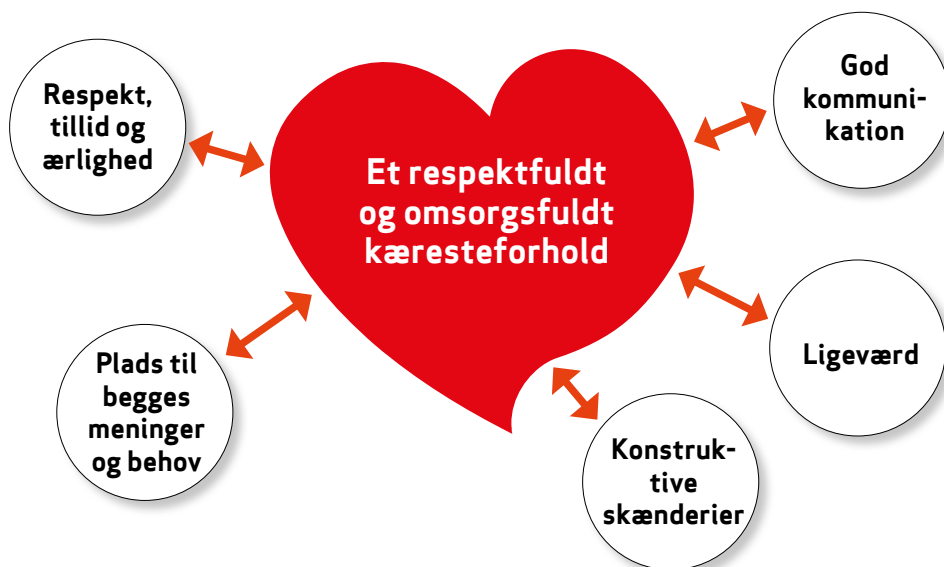 Respekt,
tillid og
ærlighed
Et respektfuldt
og omsorgsfuldt
kæresteforhold
God
kommuni-
kation
Ligeværd
Plads til
begges
meninger
og behov
Konstruk-
tive
skænderier